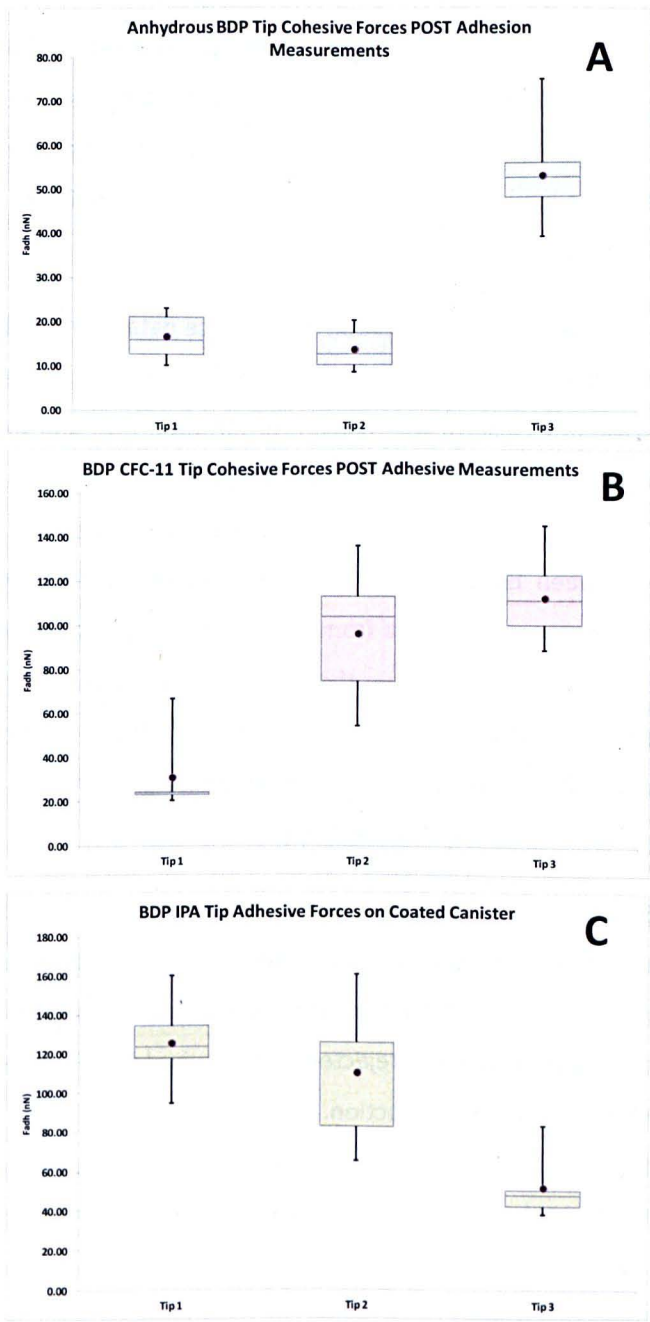 Anhydrous BDP Tip Cohesive Forces POST Adhesion
Measurements
A
80.00
70.00
60.00
50.00
40.00
30.00
20.00
10.00
0.00
Fadh (nN)
Tip 1
Tip 2
Tip 3
BDP CFC-11 Tip Cohesive Forces POST Adhesive Measurements
B
160.00
140.00
120.00
100.00
80.00
60.00
40.00
20.00
0.00
Fadh (nN)
Tip 1
Tip 2
Tip 3
BDP IPA Tip Adhesive Forces on Coated Canister
C
180.00
160.00
140.00
120.00
100.00
80.00
60.00
40.00
20.00
0.00
Fadh (nN)
Tip 1
Tip 2
Tip 3